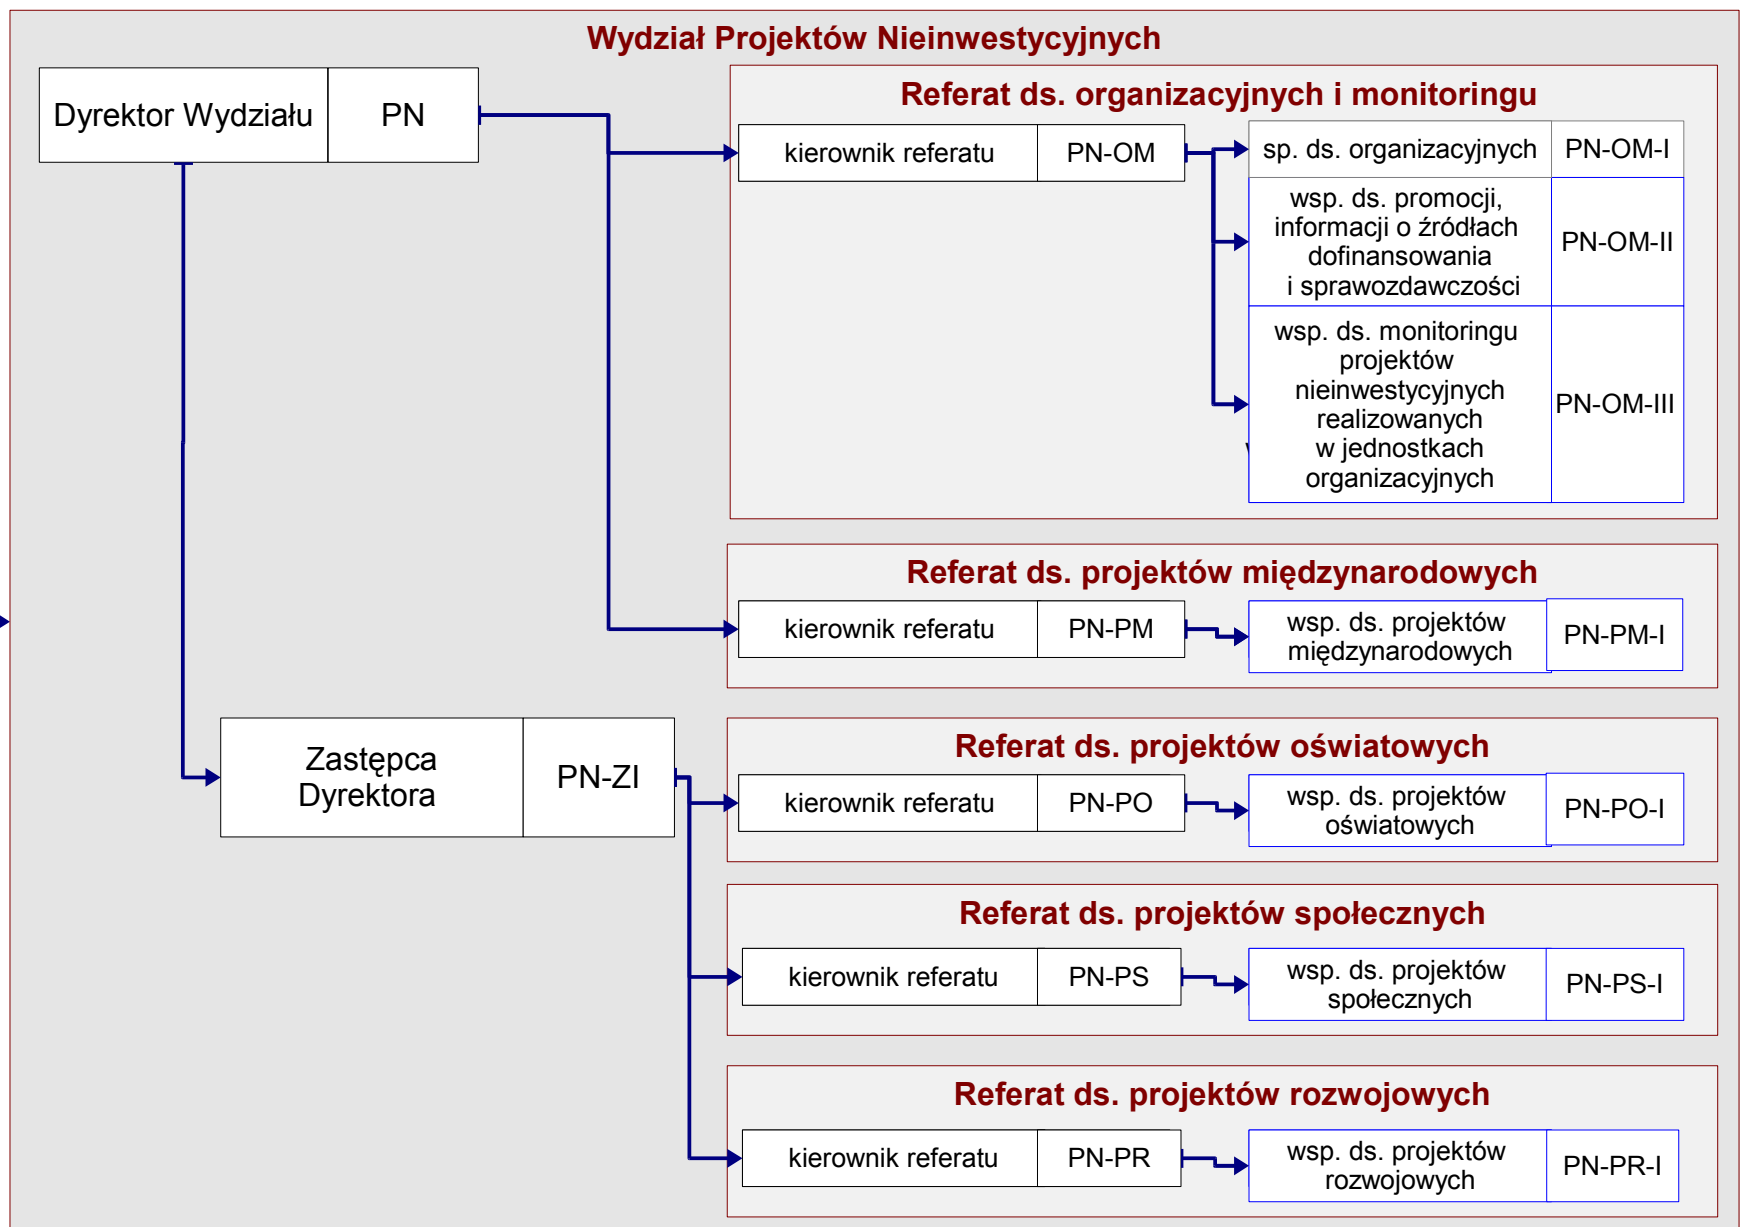 Wydział Projektów Nieinwestycyjnych
Dyrektor Wydziału PN
Referat ds. organizacyjnych i monitoringu
kierownik referatu PN-OM
sp. ds. organizacyjnych PN-OM-I
wsp. ds. promocji,
informacji o źródłach
dofinansowania
i sprawozdawczości
PN-OM-II
wsp. ds. monitoringu
projektów
nieinwestycyjnych
realizowanych
w jednostkach
organizacyjnych
PN-OM-III
Referat ds. projektów międzynarodowych
kierownik referatu PN-PM
wsp. ds. projektów
międzynarodowych
PN-PM-I
Zastępca
Dyrektora
PN-ZI
Referat ds. projektów oświatowych
kierownik referatu PN-PO
wsp. ds. projektów
oświatowych
PN-PO-I
Referat ds. projektów społecznych
kierownik referatu PN-PS
wsp. ds. projektów
społecznych
PN-PS-I
Referat ds. projektów rozwojowych
kierownik referatu PN-PR
wsp. ds. projektów
rozwojowych
PN-PR-I